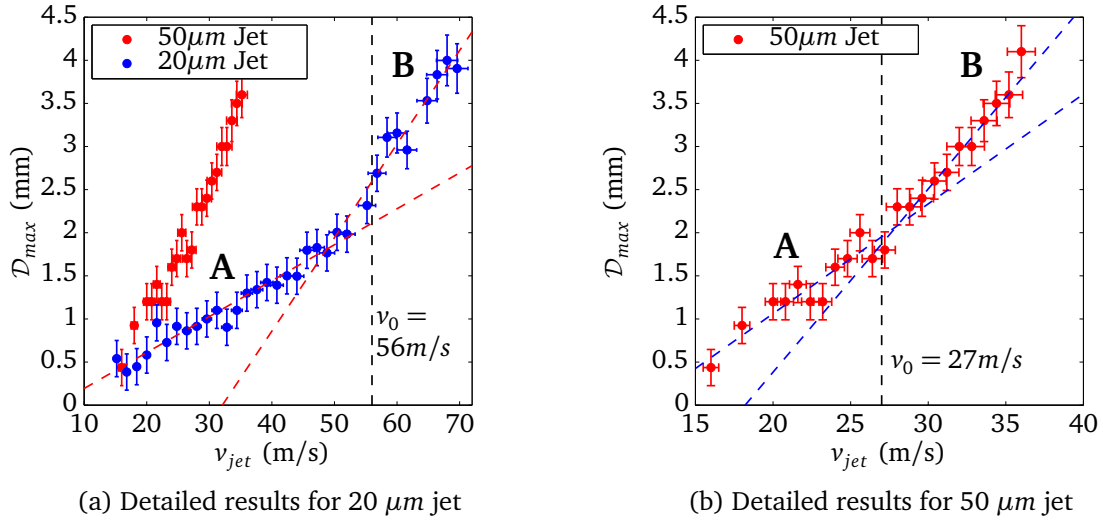 4.5
4
3.5
3
2.5
2
1.5
1
0.5
0
𝒟max (mm)
50μm Jet
20μm Jet
A
B
v0 =
56m/s
10 20 30 40 50 60 70
vjet (m/s)
(a) Detailed results for 20 μm jet
4.5
4
3.5
3
2.5
2
1.5
1
0.5
0
𝒟max (mm)
50μm Jet
A
B
v0 = 27m/s
15 20 25 30 35 40
vjet (m/s)
(b) Detailed results for 50 μm jet